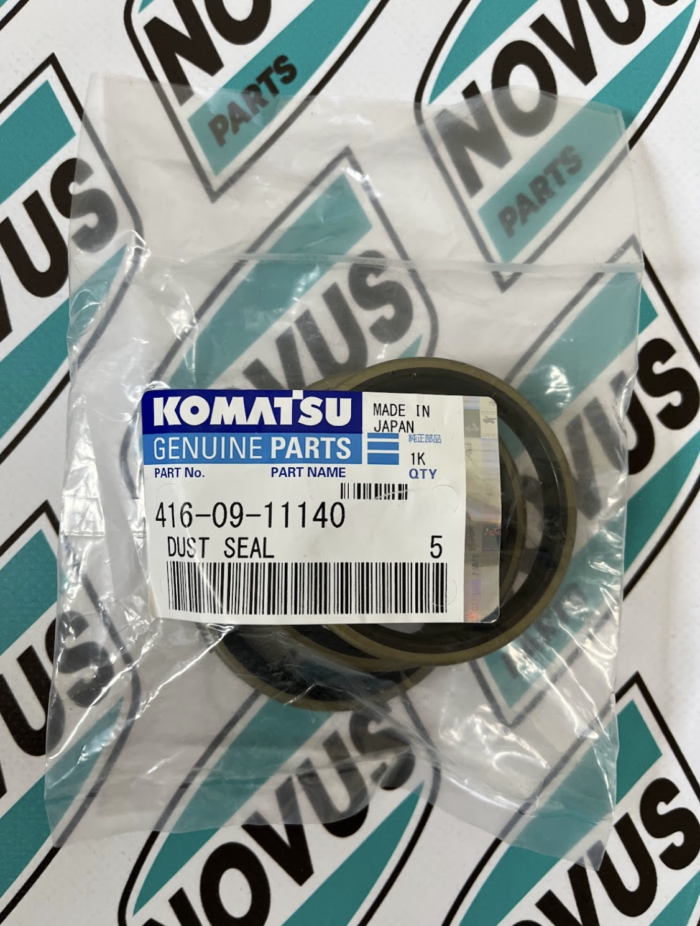 NOVUS
PARTS
NOVUS
PARTS
NOVUS
NOVUS
KOMATSU
MADE IN
JAPAN
純正部品
GENUINE PARTS
1K
PART No.
PART NAME
QTY
416-09-11140
DUST SEAL
5
PARTS
NOVUS
NOVUS
NOVUS